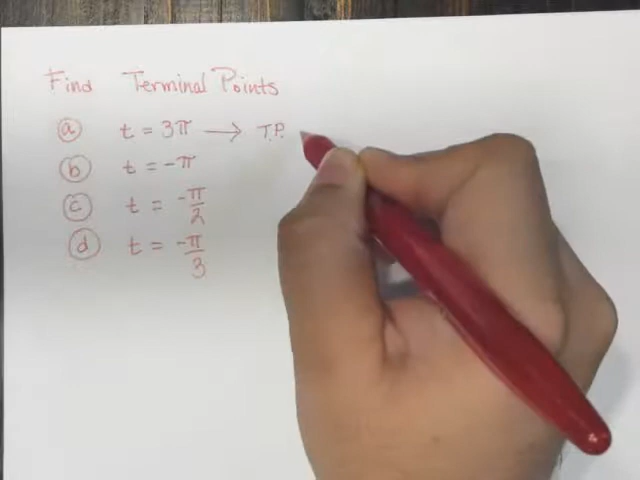 Find Terminal Points
(a) t = 3π → T.P.
(b) t = -π
(c) t = -π/2
(d) t = -π/3